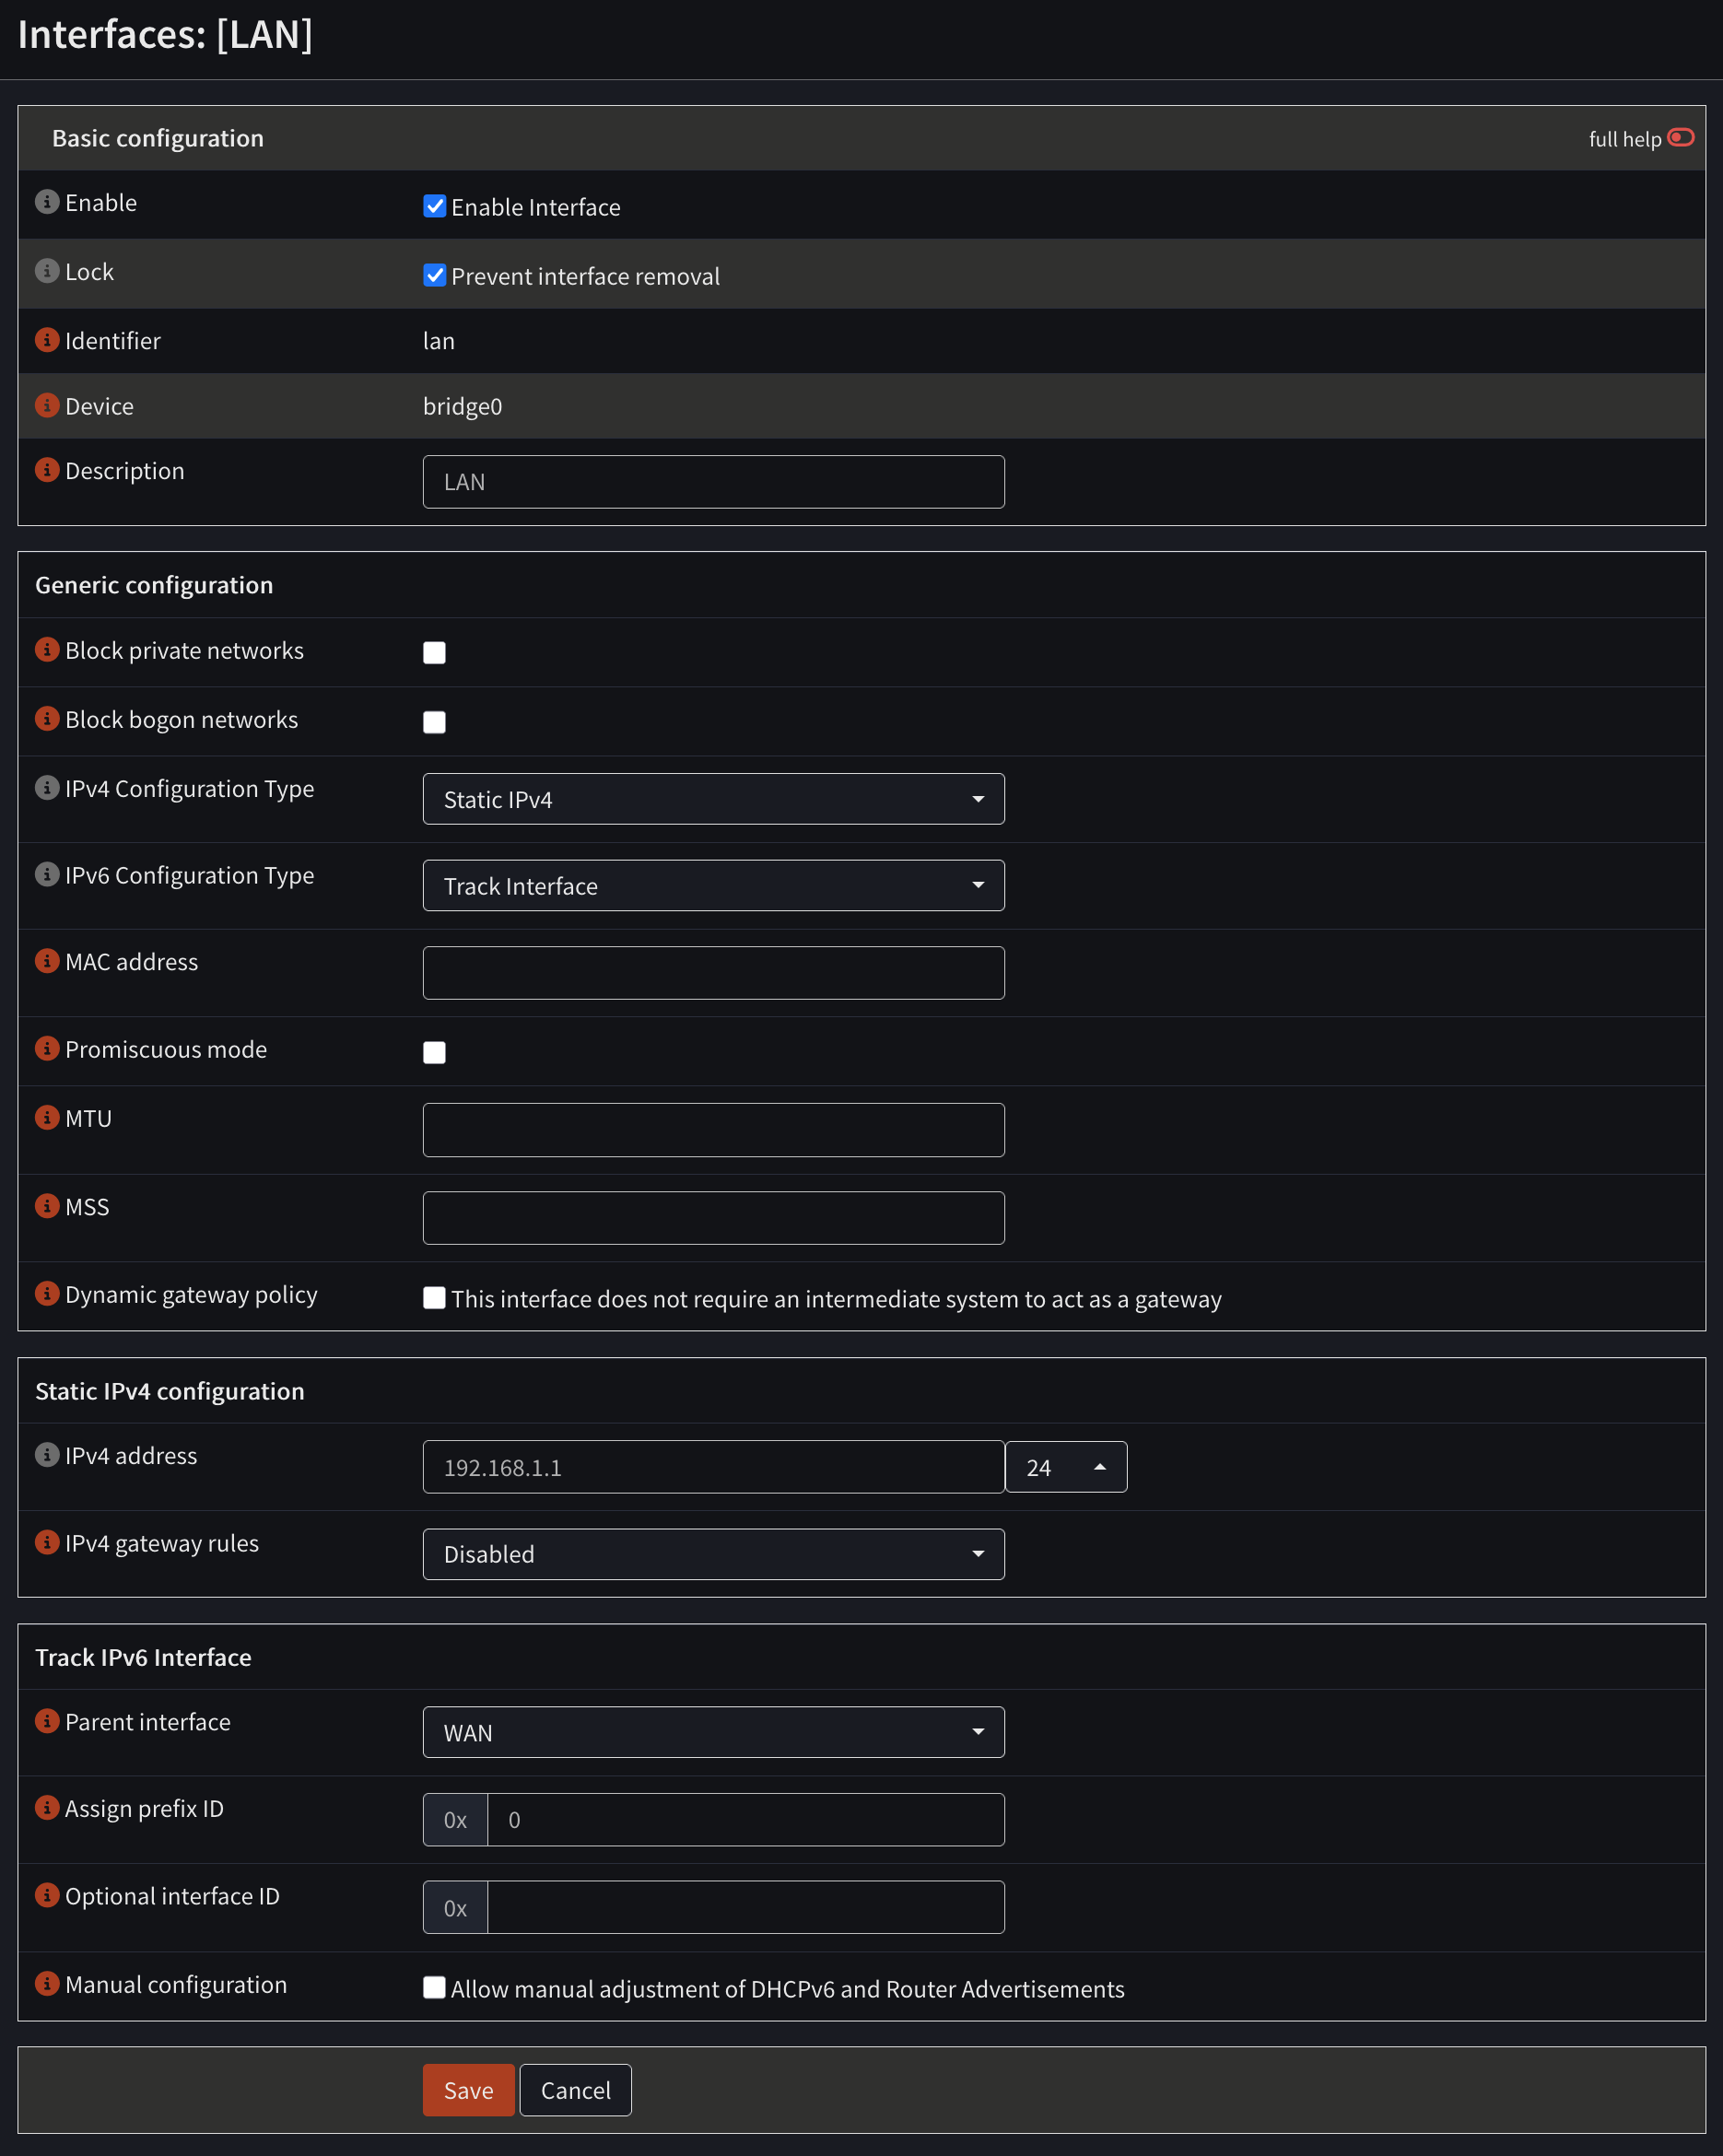 Interfaces: [LAN]
Basic configuration
full help
Enable
Enable Interface
Lock
Prevent interface removal
Identifier
lan
Device
bridge0
Description
LAN
Generic configuration
Block private networks
Block bogon networks
IPv4 Configuration Type
Static IPv4
IPv6 Configuration Type
Track Interface
MAC address
Promiscuous mode
MTU
MSS
Dynamic gateway policy
This interface does not require an intermediate system to act as a gateway
Static IPv4 configuration
IPv4 address
192.168.1.1
24
IPv4 gateway rules
Disabled
Track IPv6 Interface
Parent interface
WAN
Assign prefix ID
0x
0
Optional interface ID
0x
Manual configuration
Allow manual adjustment of DHCPv6 and Router Advertisements
Save
Cancel